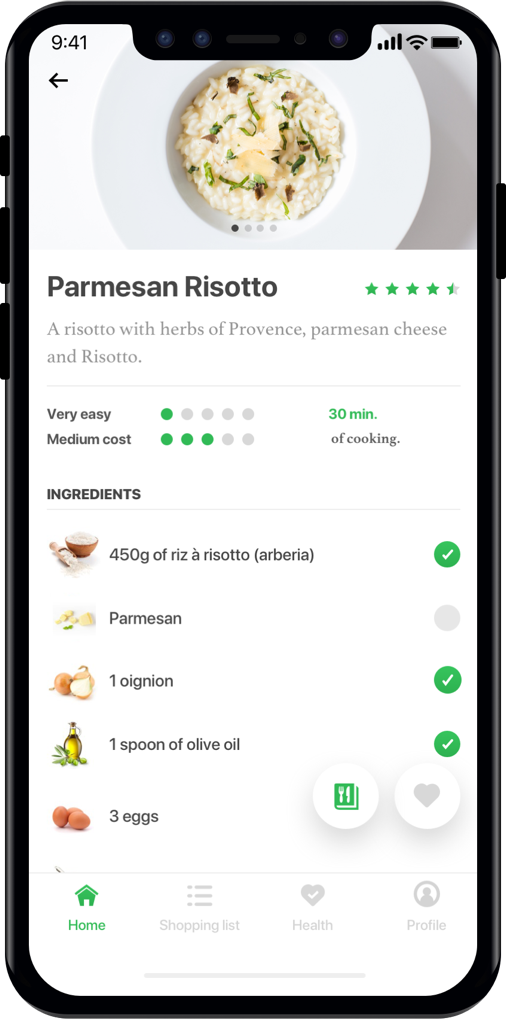 9:41
Parmesan Risotto
A risotto with herbs of Provence, parmesan cheese
and Risotto.
Very easy
30 min.
Medium cost
of cooking.
INGREDIENTS
450g of riz à risotto (arberia)
Parmesan
1 oignion
1 spoon of olive oil
3 eggs
Home
Shopping list
Health
Profile